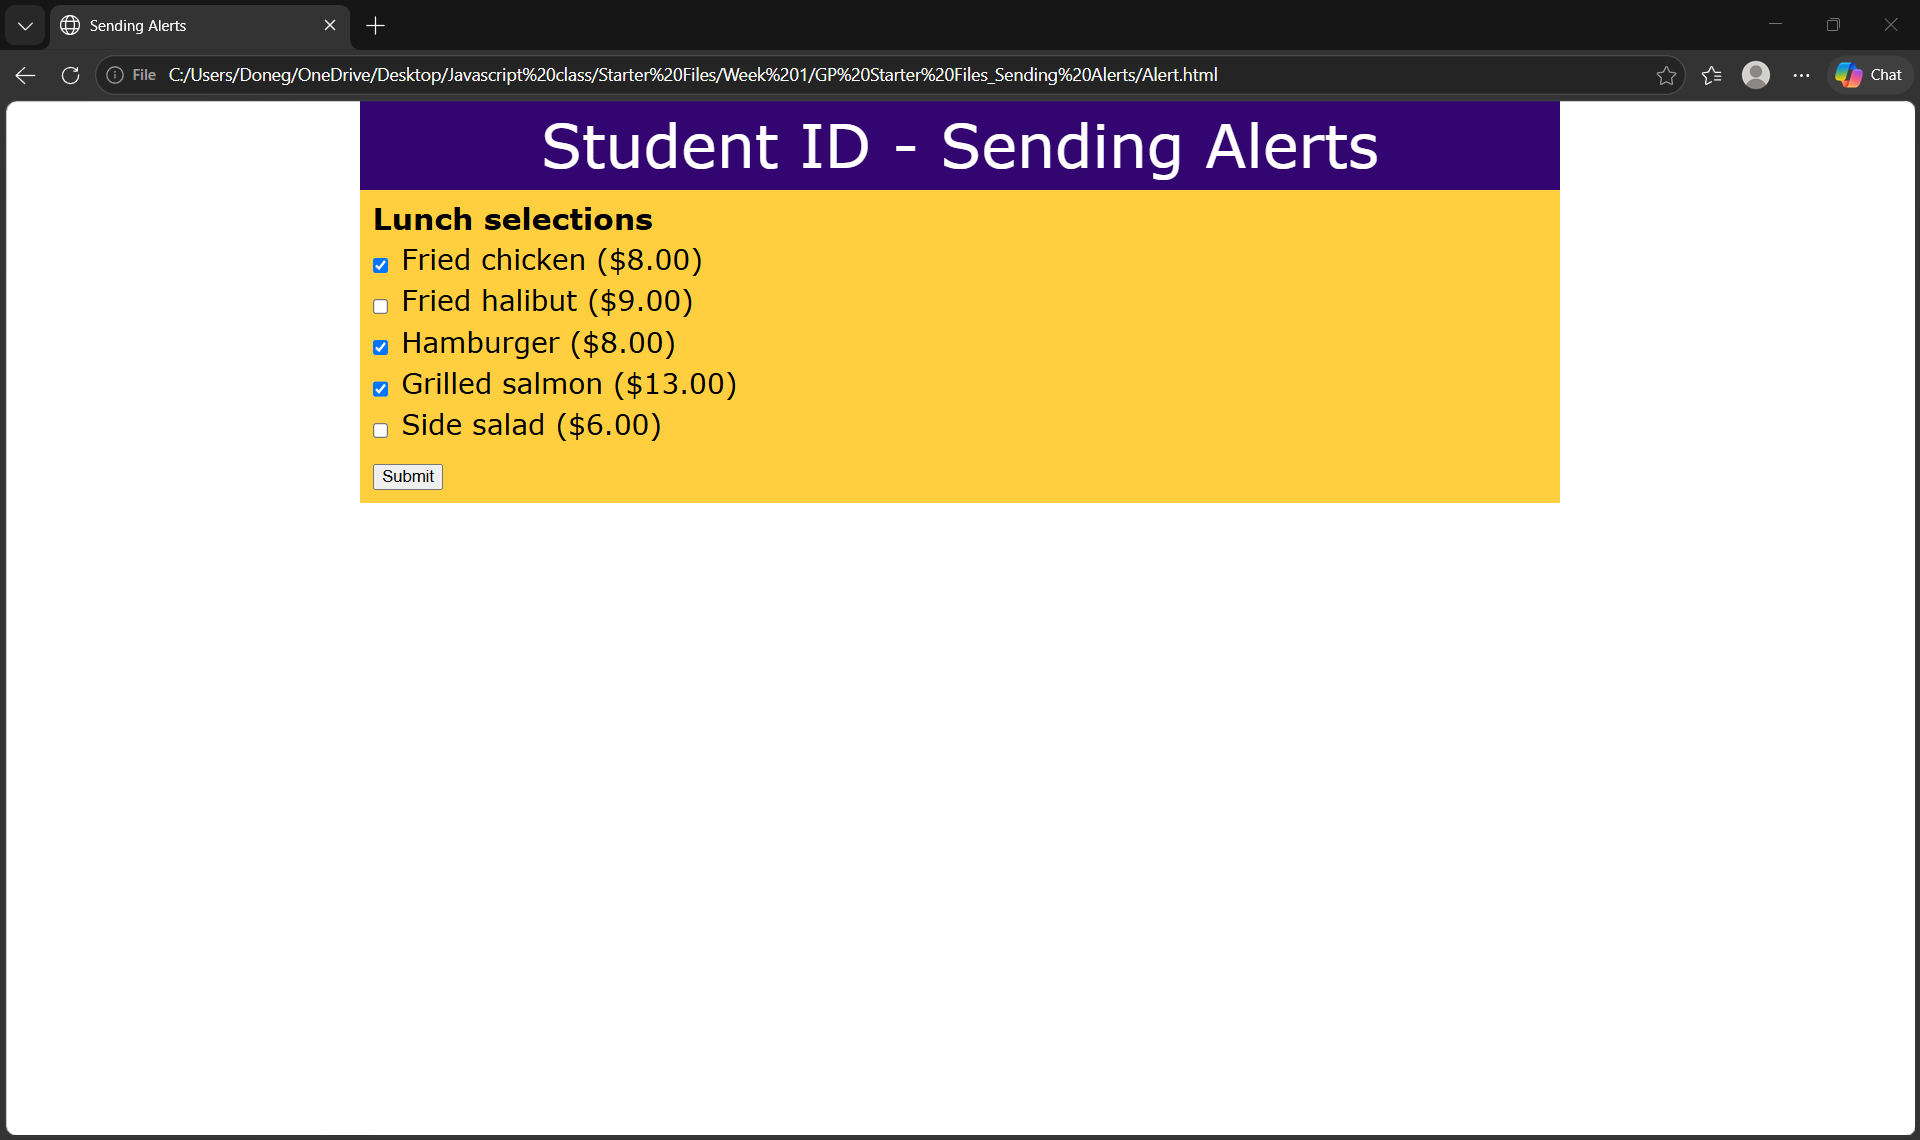 Sending Alerts
File C:/Users/Doneg/OneDrive/Desktop/Javascript%20class/Starter%20Files/Week%201/GP%20Starter%20Files_Sending%20Alerts/Alert.html
Chat
Student ID - Sending Alerts
Lunch selections
Fried chicken ($8.00)
Fried halibut ($9.00)
Hamburger ($8.00)
Grilled salmon ($13.00)
Side salad ($6.00)
Submit